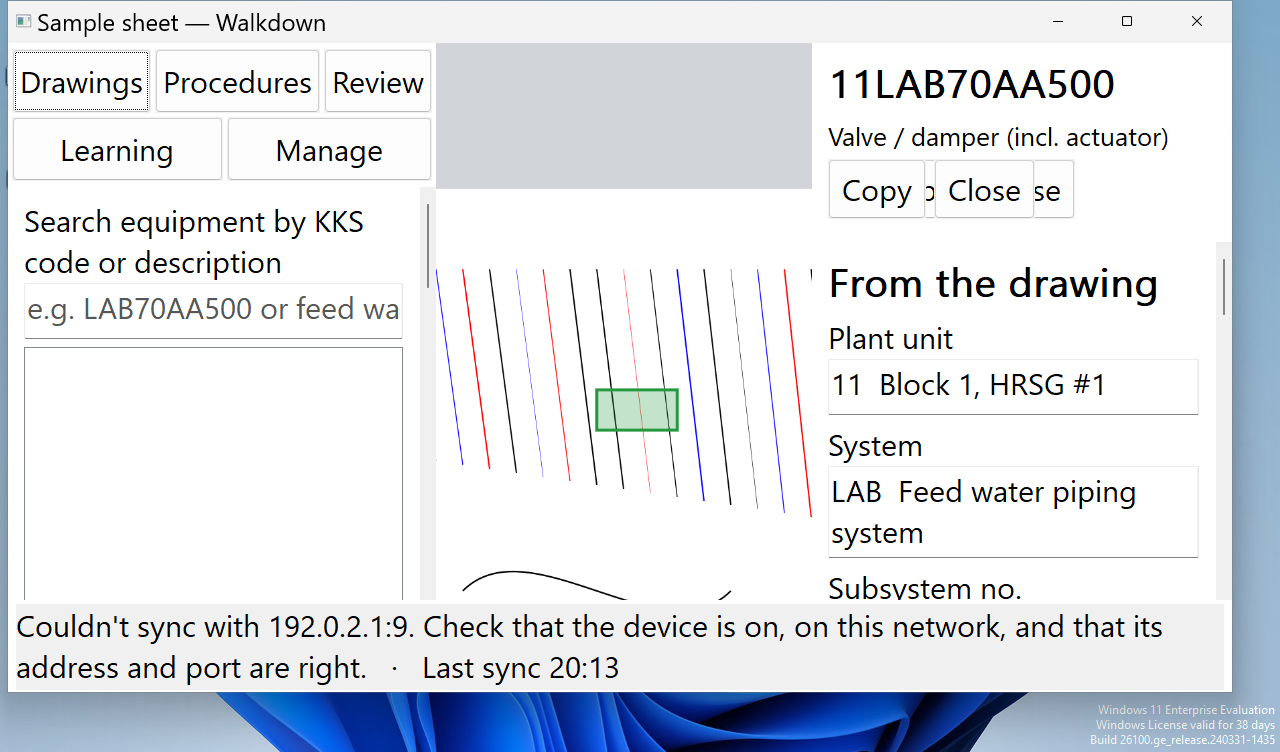 Sample sheet — Walkdown
Drawings
Procedures
Review
Learning
Manage
Search equipment by KKS
code or description
e.g. LAB70AA500 or feed wa
11LAB70AA500
Valve / damper (incl. actuator)
Copy
Close
se
From the drawing
Plant unit
11 Block 1, HRSG #1
System
LAB Feed water piping
system
Subsystem no.
Couldn't sync with 192.0.2.1:9. Check that the device is on, on this network, and that its
address and port are right. · Last sync 20:13
Windows 11 Enterprise Evaluation
Windows License valid for 38 days
Build 26100.ge_release.240331-1435